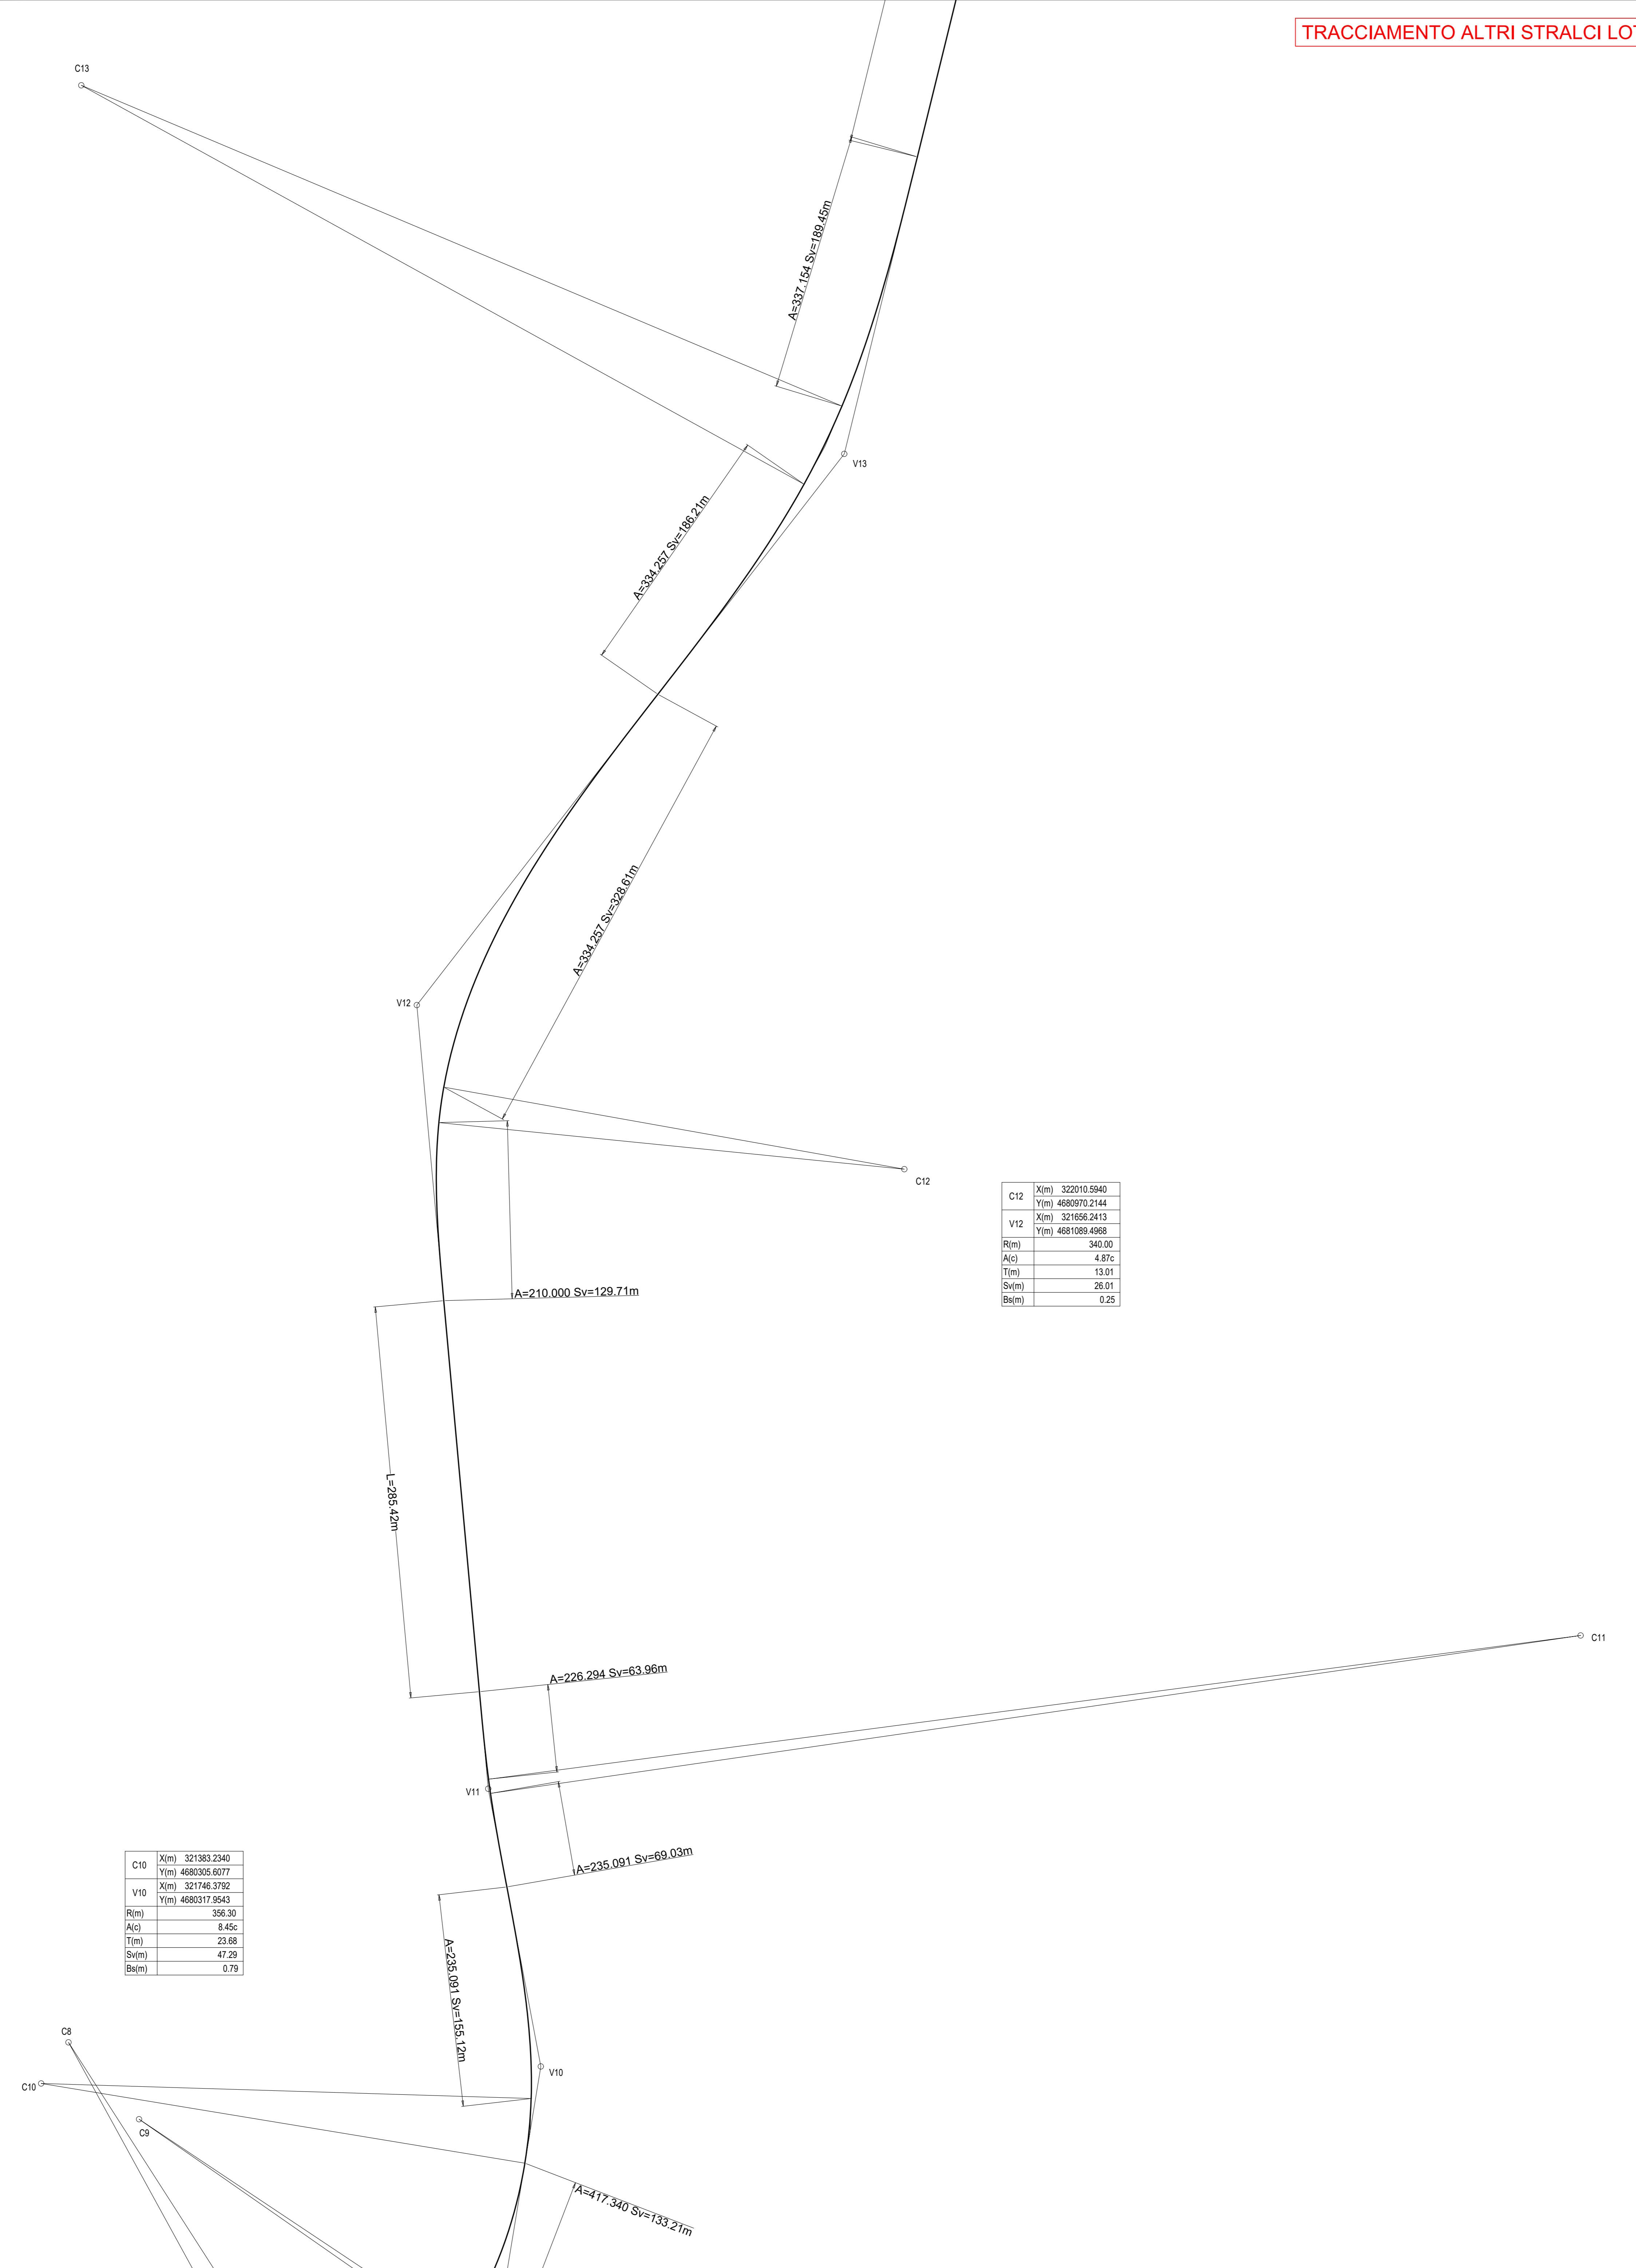 TRACCIAMENTO ALTRI STRALCI LOT
C13
A=337.154 Sv=189.45m
V13
A=334.257 Sv=186.21m
A=334.257 Sv=328.61m
V12
C12
C12 X(m) 322010.5940
Y(m) 4680970.2144
V12 X(m) 321656.2413
Y(m) 4681089.4968
R(m) 340.00
A(c) 4.87c
T(m) 13.01
Sv(m) 26.01
Bs(m) 0.25
A=210.000 Sv=129.71m
L=285.42m
C11
A=226.294 Sv=63.96m
V11
A=235.091 Sv=69.03m
C10 X(m) 321383.2340
Y(m) 4680305.6077
V10 X(m) 321746.3792
Y(m) 4680317.9543
R(m) 356.30
A(c) 8.45c
T(m) 23.68
Sv(m) 47.29
Bs(m) 0.79
A=235.091 Sv=155.12m
C8
V10
C10
C9
A=417.340 Sv=133.21m